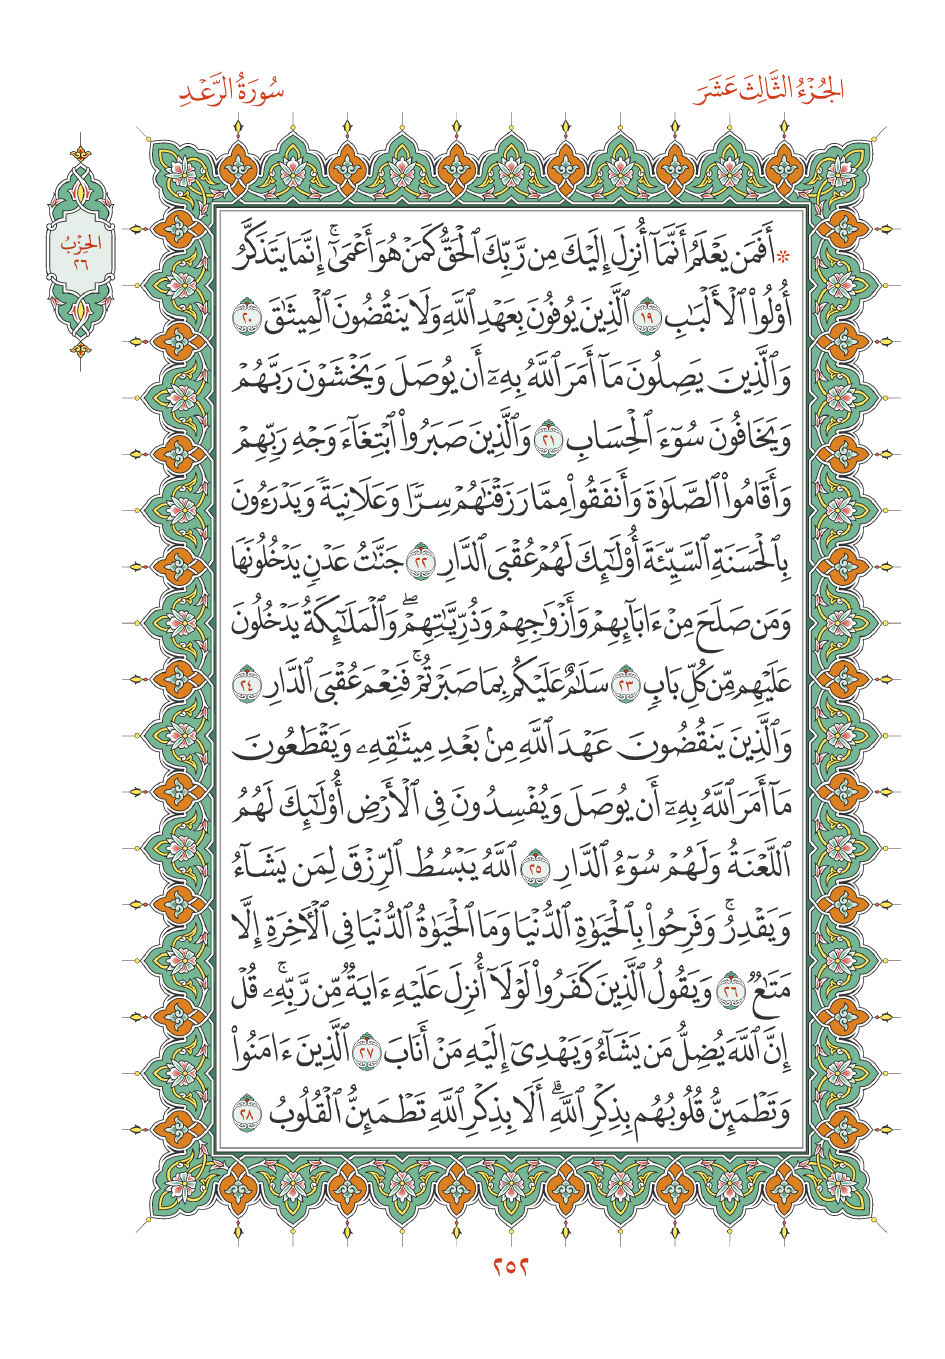 الجُزْءُ الثَّالِثَ عَشَرَ
سُورَةُ الرَّعْدِ
الحِزْبُ
٢٦
۞ أَفَمَن يَعْلَمُ أَنَّمَآ أُنزِلَ إِلَيْكَ مِن رَّبِّكَ ٱلْحَقُّ كَمَنْ هُوَ أَعْمَىٰٓۚ إِنَّمَا يَتَذَكَّرُ
أُوْلُواْ ٱلْأَلْبَٰبِ ١٩ ٱلَّذِينَ يُوفُونَ بِعَهْدِ ٱللَّهِ وَلَا يَنقُضُونَ ٱلْمِيثَٰقَ ٢٠
وَٱلَّذِينَ يَصِلُونَ مَآ أَمَرَ ٱللَّهُ بِهِۦٓ أَن يُوصَلَ وَيَخْشَوْنَ رَبَّهُمْ
وَيَخَافُونَ سُوٓءَ ٱلْحِسَابِ ٢١ وَٱلَّذِينَ صَبَرُواْ ٱبْتِغَآءَ وَجْهِ رَبِّهِمْ
وَأَقَامُواْ ٱلصَّلَوٰةَ وَأَنفَقُواْ مِمَّا رَزَقْنَٰهُمْ سِرًّا وَعَلَانِيَةً وَيَدْرَءُونَ
بِٱلْحَسَنَةِ ٱلسَّيِّئَةَ أُوْلَٰٓئِكَ لَهُمْ عُقْبَى ٱلدَّارِ ٢٢ جَنَّٰتُ عَدْنٍ يَدْخُلُونَهَا
وَمَن صَلَحَ مِنْ ءَابَآئِهِمْ وَأَزْوَٰجِهِمْ وَذُرِّيَّٰتِهِمْۖ وَٱلْمَلَٰٓئِكَةُ يَدْخُلُونَ
عَلَيْهِم مِّن كُلِّ بَابٍ ٢٣ سَلَٰمٌ عَلَيْكُم بِمَا صَبَرْتُمْۚ فَنِعْمَ عُقْبَى ٱلدَّارِ ٢٤
وَٱلَّذِينَ يَنقُضُونَ عَهْدَ ٱللَّهِ مِنۢ بَعْدِ مِيثَٰقِهِۦ وَيَقْطَعُونَ
مَآ أَمَرَ ٱللَّهُ بِهِۦٓ أَن يُوصَلَ وَيُفْسِدُونَ فِى ٱلْأَرْضِ أُوْلَٰٓئِكَ لَهُمُ
ٱللَّعْنَةُ وَلَهُمْ سُوٓءُ ٱلدَّارِ ٢٥ ٱللَّهُ يَبْسُطُ ٱلرِّزْقَ لِمَن يَشَآءُ
وَيَقْدِرُۚ وَفَرِحُواْ بِٱلْحَيَوٰةِ ٱلدُّنْيَا وَمَا ٱلْحَيَوٰةُ ٱلدُّنْيَا فِى ٱلْأٓخِرَةِ إِلَّا
مَتَٰعٌ ٢٦ وَيَقُولُ ٱلَّذِينَ كَفَرُواْ لَوْلَآ أُنزِلَ عَلَيْهِ ءَايَةٌ مِّن رَّبِّهِۦۚ قُلْ
إِنَّ ٱللَّهَ يُضِلُّ مَن يَشَآءُ وَيَهْدِىٓ إِلَيْهِ مَنْ أَنَابَ ٢٧ ٱلَّذِينَ ءَامَنُواْ
وَتَطْمَئِنُّ قُلُوبُهُم بِذِكْرِ ٱللَّهِۗ أَلَا بِذِكْرِ ٱللَّهِ تَطْمَئِنُّ ٱلْقُلُوبُ ٢٨
٢٥٢